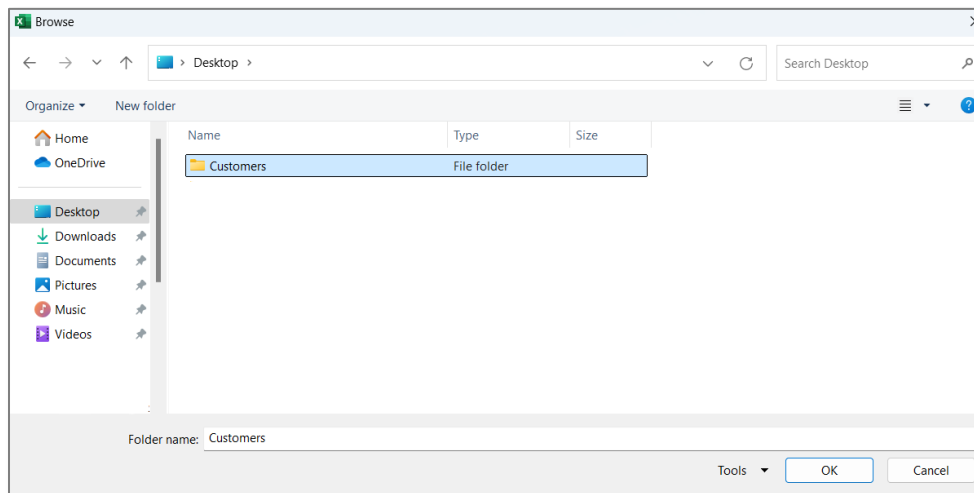 Browse
Desktop
Search Desktop
Organize New folder
Home
OneDrive
Desktop
Downloads
Documents
Pictures
Music
Videos
Name Type Size
Customers File folder
Folder name: Customers
Tools OK Cancel